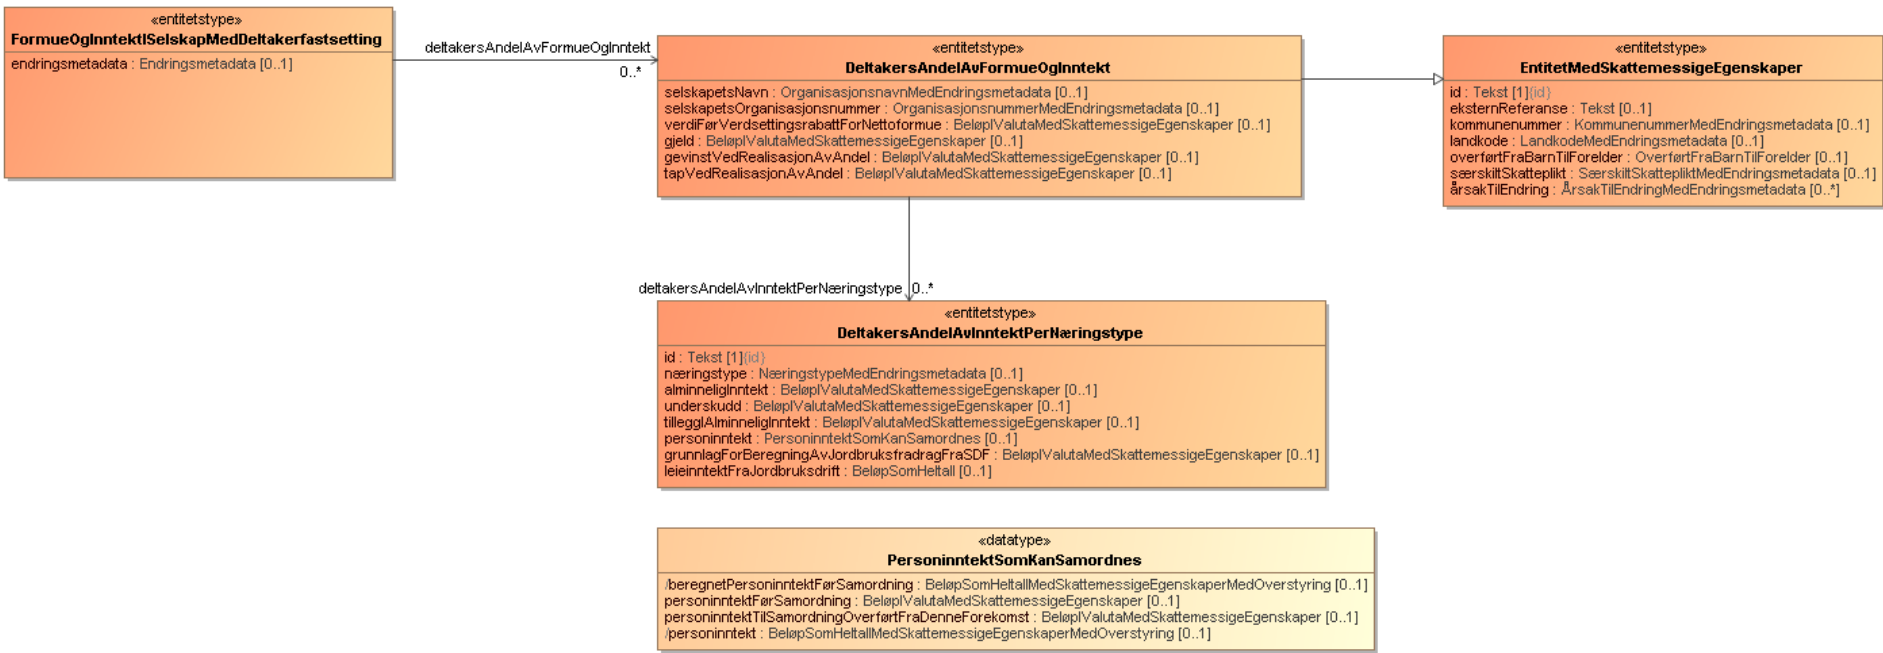 «entitetstype»
FormueOgInntektISelskapMedDeltakerfastsetting
endringsmetadata : Endringsmetadata [0..1]
deltakersAndelAvFormueOgInntekt
0..*
«entitetstype»
DeltakersAndelAvFormueOgInntekt
selskapetsNavn : OrganisasjonsnavnMedEndringsmetadata [0..1]
selskapetsOrganisasjonsnummer : OrganisasjonsnummerMedEndringsmetadata [0..1]
verdiFørVerdsettingsrabattForNettoformue : BeløpIValutaMedSkattemessigeEgenskaper [0..1]
gjeld : BeløpIValutaMedSkattemessigeEgenskaper [0..1]
gevinstVedRealisasjonAvAndel : BeløpIValutaMedSkattemessigeEgenskaper [0..1]
tapVedRealisasjonAvAndel : BeløpIValutaMedSkattemessigeEgenskaper [0..1]
«entitetstype»
EntitetMedSkattemessigeEgenskaper
id : Tekst [1]{id}
eksternReferanse : Tekst [0..1]
kommunenummer : KommunenummerMedEndringsmetadata [0..1]
landkode : LandkodeMedEndringsmetadata [0..1]
overførtFraBarnTilForelder : OverførtFraBarnTilForelder [0..1]
særskiltSkatteplikt : SærskiltSkattepliktMedEndringsmetadata [0..1]
årsakTilEndring : ÅrsakTilEndringMedEndringsmetadata [0..*]
deltakersAndelAvInntektPerNæringstype
0..*
«entitetstype»
DeltakersAndelAvInntektPerNæringstype
id : Tekst [1]{id}
næringstype : NæringstypeMedEndringsmetadata [0..1]
alminneligInntekt : BeløpIValutaMedSkattemessigeEgenskaper [0..1]
underskudd : BeløpIValutaMedSkattemessigeEgenskaper [0..1]
tilleggIAlminneligInntekt : BeløpIValutaMedSkattemessigeEgenskaper [0..1]
personinntekt : PersoninntektSomKanSamordnes [0..1]
grunnlagForBeregningAvJordbruksfradragFraSDF : BeløpIValutaMedSkattemessigeEgenskaper [0..1]
leieinntektFraJordbruksdrift : BeløpSomHeltall [0..1]
«datatype»
PersoninntektSomKanSamordnes
/beregnetPersoninntektFørSamordning : BeløpSomHeltallMedSkattemessigeEgenskaperMedOverstyring [0..1]
personinntektFørSamordning : BeløpIValutaMedSkattemessigeEgenskaper [0..1]
personinntektTilSamordningOverførtFraDenneForekomst : BeløpIValutaMedSkattemessigeEgenskaper [0..1]
/personinntekt : BeløpSomHeltallMedSkattemessigeEgenskaperMedOverstyring [0..1]